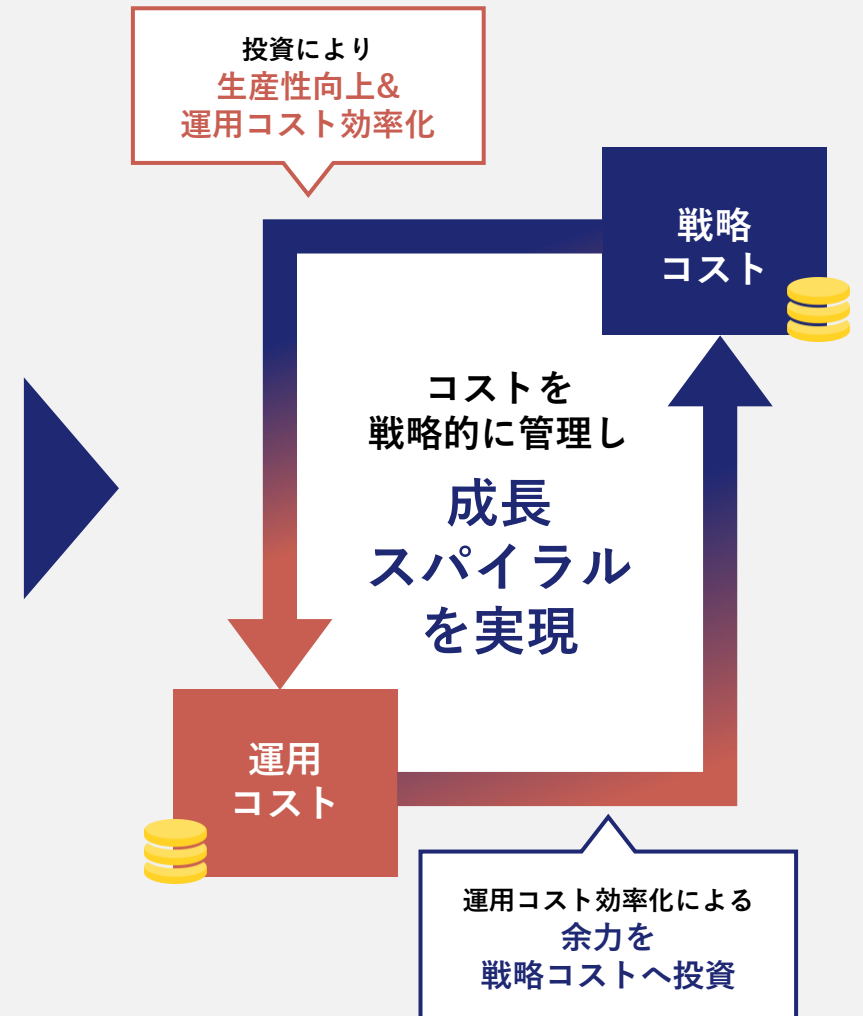 投資により
生産性向上&
運用コスト効率化
戦略
コスト
コストを
戦略的に管理し
成長
スパイラル
を実現
運用
コスト
運用コスト効率化による
余力を
戦略コストへ投資